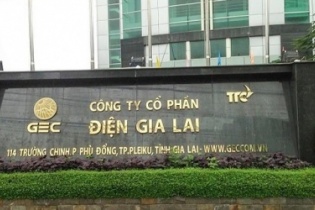 GEC
TTC
CÔNG TY CỔ PHẦN
ĐIỆN GIA LAI
114 TRƯỜNG CHINH P PHÙ ĐỔNG, TP.PLEIKU, TỈNH GIA LAI - WWW.GECCOM.VN